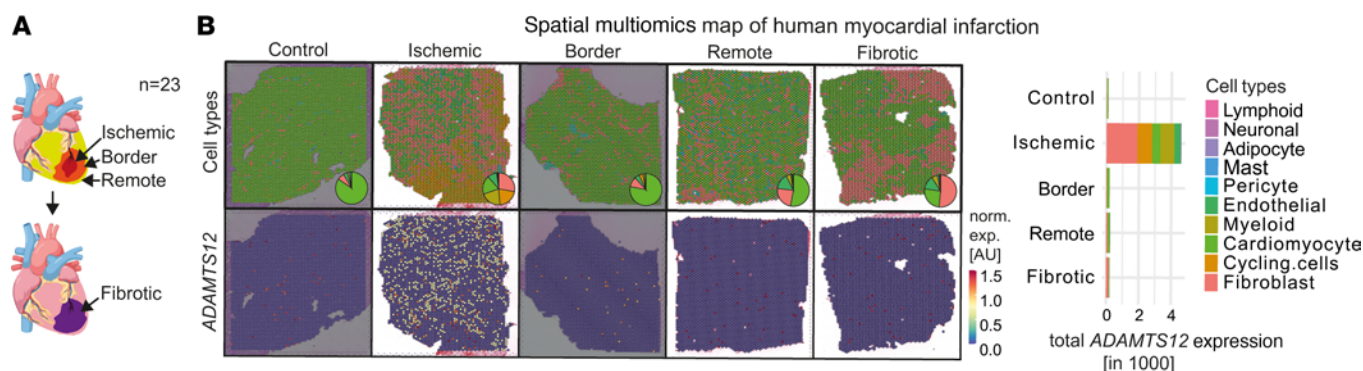 A
n=23
Ischemic
Border
Remote
Fibrotic
B
Spatial multiomics map of human myocardial infarction
Control
Ischemic
Border
Remote
Fibrotic
Cell types
ADAMTS12
norm.
exp.
[AU]
1.5
1.0
0.5
0.0
Control
Ischemic
Border
Remote
Fibrotic
0
2
4
total ADAMTS12 expression
[in 1000]
Cell types
Lymphoid
Neuronal
Adipocyte
Mast
Pericyte
Endothelial
Myeloid
Cardiomyocyte
Cycling.cells
Fibroblast